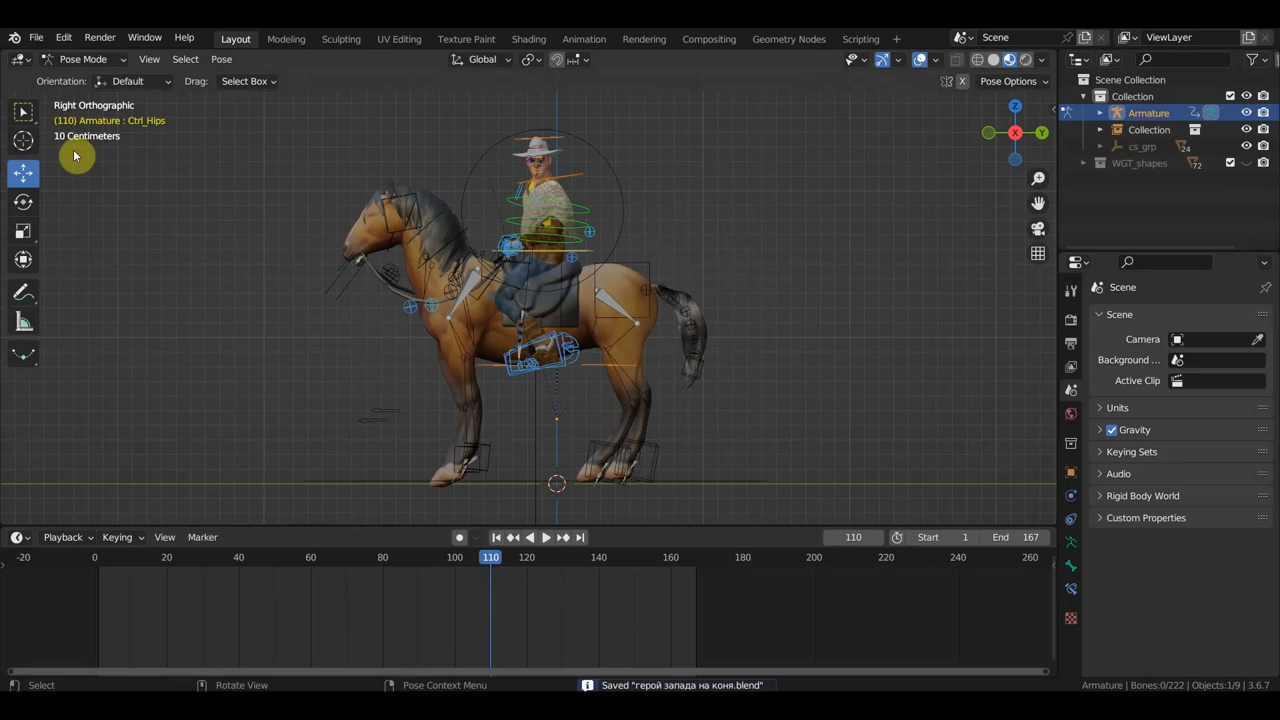 File Edit Render Window Help Layout Modeling Sculpting UV Editing Texture Paint Shading Animation Rendering Compositing Geometry Nodes Scripting + Scene ViewLayer
Pose Mode View Select Pose Global
Orientation: Default Drag: Select Box X Pose Options
Right Orthographic
(110) Armature : Ctrl_Hips
10 Centimeters
Z
Y
X
Scene Collection
Collection
Armature
Collection
cs_grp 24
WGT_shapes 72
Scene
Scene
Camera
Background ...
Active Clip
Units
Gravity
Keying Sets
Audio
Rigid Body World
Custom Properties
Playback Keying View Marker 110 Start 1 End 167
-20 0 20 40 60 80 100 110 120 140 160 180 200 220 240 260
Select Rotate View Pose Context Menu Saved "герой запада на коня.blend" Armature | Bones:0/222 | Objects:1/9 | 3.6.7